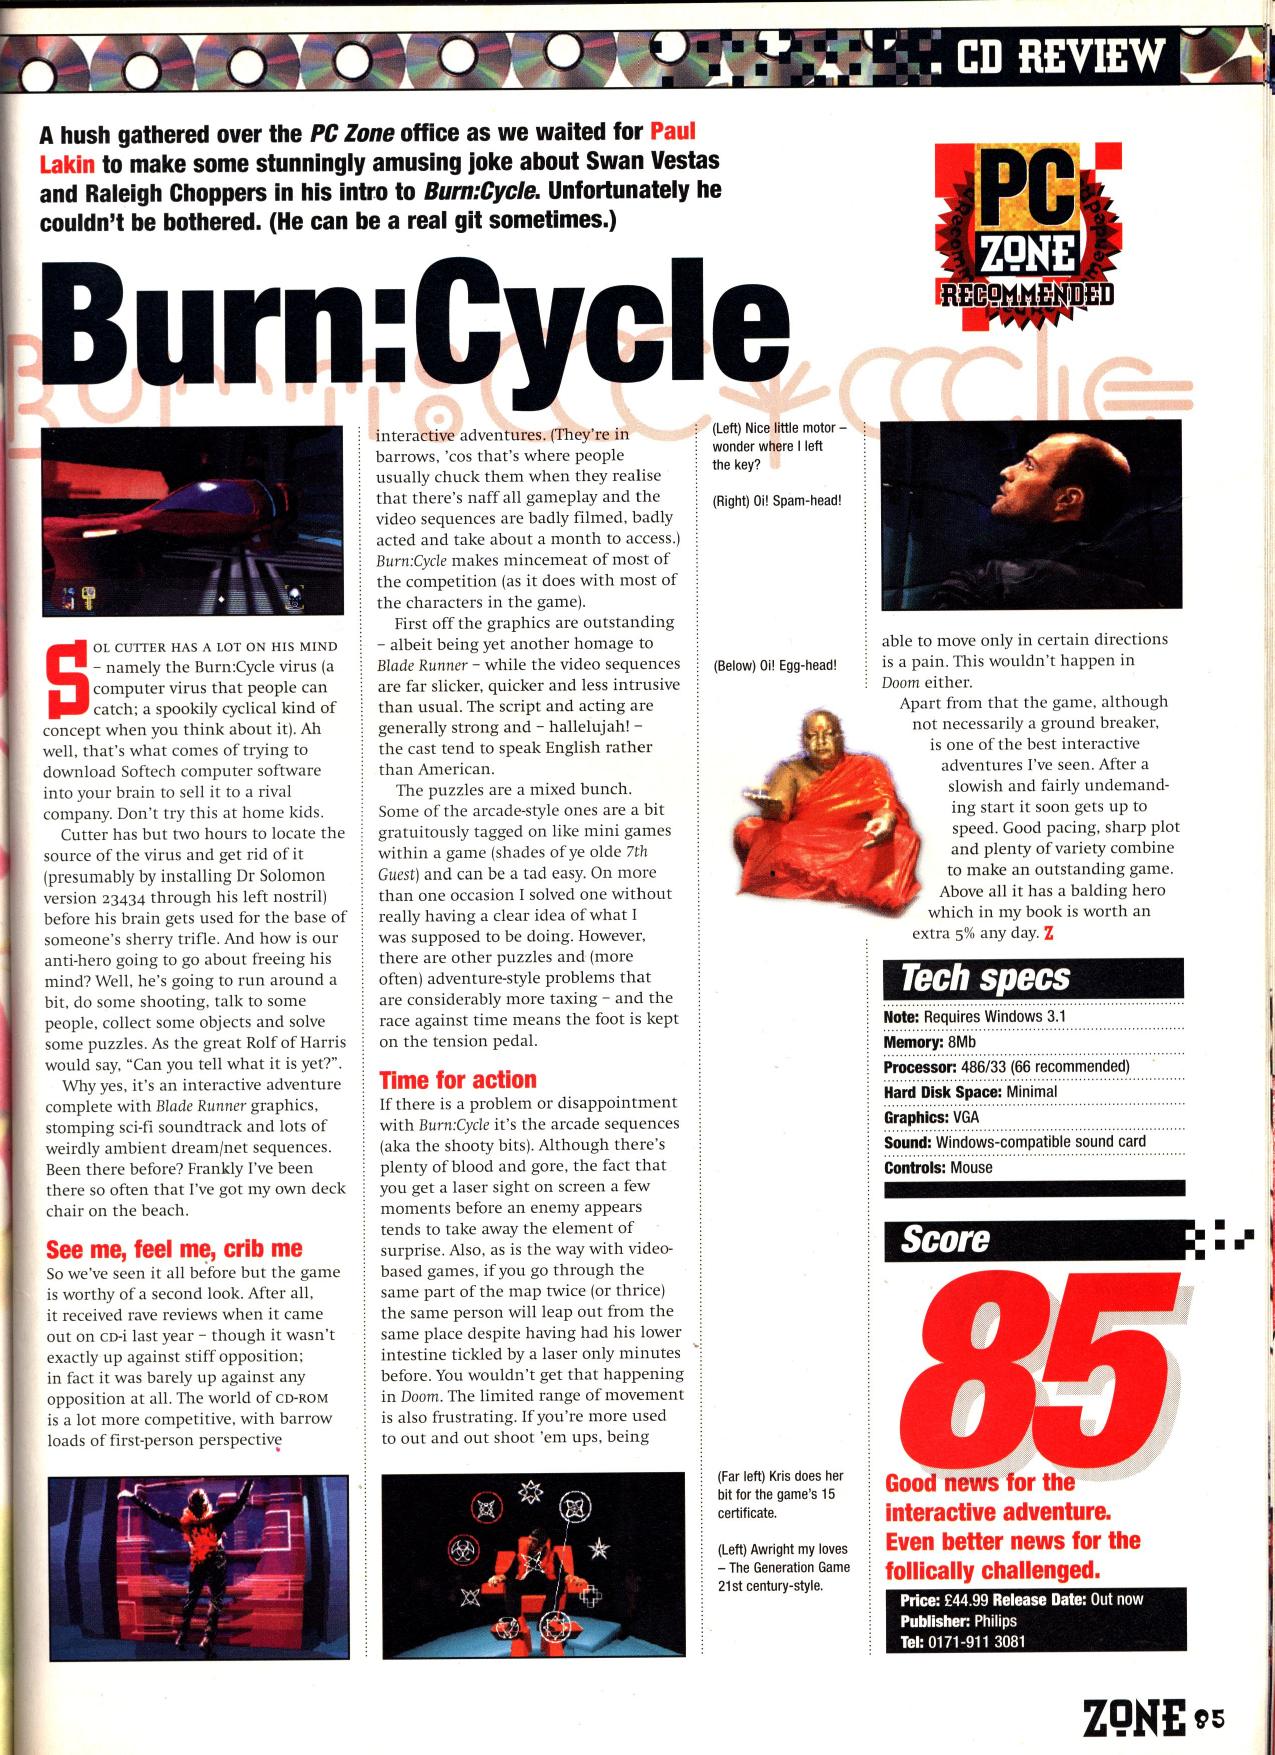 CD REVIEW
A hush gathered over the PC Zone office as we waited for Paul
Lakin to make some stunningly amusing joke about Swan Vestas
and Raleigh Choppers in his intro to Burn:Cycle. Unfortunately he
couldn't be bothered. (He can be a real git sometimes.)
PC
ZONE
RECOMMENDED
Burn:Cycle
SOL CUTTER HAS A LOT ON HIS MIND
– namely the Burn:Cycle virus (a
computer virus that people can
catch; a spookily cyclical kind of
concept when you think about it). Ah
well, that's what comes of trying to
download Softech computer software
into your brain to sell it to a rival
company. Don't try this at home kids.
Cutter has but two hours to locate the
source of the virus and get rid of it
(presumably by installing Dr Solomon
version 23434 through his left nostril)
before his brain gets used for the base of
someone's sherry trifle. And how is our
anti-hero going to go about freeing his
mind? Well, he's going to run around a
bit, do some shooting, talk to some
people, collect some objects and solve
some puzzles. As the great Rolf of Harris
would say, "Can you tell what it is yet?".
Why yes, it's an interactive adventure
complete with Blade Runner graphics,
stomping sci-fi soundtrack and lots of
weirdly ambient dream/net sequences.
Been there before? Frankly I've been
there so often that I've got my own deck
chair on the beach.
See me, feel me, crib me
So we've seen it all before but the game
is worthy of a second look. After all,
it received rave reviews when it came
out on CD-i last year – though it wasn't
exactly up against stiff opposition;
in fact it was barely up against any
opposition at all. The world of CD-ROM
is a lot more competitive, with barrow
loads of first-person perspective
interactive adventures. (They're in
barrows, 'cos that's where people
usually chuck them when they realise
that there's naff all gameplay and the
video sequences are badly filmed, badly
acted and take about a month to access.)
Burn:Cycle makes mincemeat of most of
the competition (as it does with most of
the characters in the game).
First off the graphics are outstanding
– albeit being yet another homage to
Blade Runner – while the video sequences
are far slicker, quicker and less intrusive
than usual. The script and acting are
generally strong and – hallelujah! –
the cast tend to speak English rather
than American.
The puzzles are a mixed bunch.
Some of the arcade-style ones are a bit
gratuitously tagged on like mini games
within a game (shades of ye olde 7th
Guest) and can be a tad easy. On more
than one occasion I solved one without
really having a clear idea of what I
was supposed to be doing. However,
there are other puzzles and (more
often) adventure-style problems that
are considerably more taxing – and the
race against time means the foot is kept
on the tension pedal.
Time for action
If there is a problem or disappointment
with Burn:Cycle it's the arcade sequences
(aka the shooty bits). Although there's
plenty of blood and gore, the fact that
you get a laser sight on screen a few
moments before an enemy appears
tends to take away the element of
surprise. Also, as is the way with video-
based games, if you go through the
same part of the map twice (or thrice)
the same person will leap out from the
same place despite having had his lower
intestine tickled by a laser only minutes
before. You wouldn't get that happening
in Doom. The limited range of movement
is also frustrating. If you're more used
to out and out shoot 'em ups, being
(Left) Nice little motor –
wonder where I left
the key?
(Right) Oi! Spam-head!
(Below) Oi! Egg-head!
(Far left) Kris does her
bit for the game's 15
certificate.
(Left) Awright my loves
– The Generation Game
21st century-style.
able to move only in certain directions
is a pain. This wouldn't happen in
Doom either.
Apart from that the game, although
not necessarily a ground breaker,
is one of the best interactive
adventures I've seen. After a
slowish and fairly undemand-
ing start it soon gets up to
speed. Good pacing, sharp plot
and plenty of variety combine
to make an outstanding game.
Above all it has a balding hero
which in my book is worth an
extra 5% any day. Z
Tech specs
Note: Requires Windows 3.1
Memory: 8Mb
Processor: 486/33 (66 recommended)
Hard Disk Space: Minimal
Graphics: VGA
Sound: Windows-compatible sound card
Controls: Mouse
Score
85
Good news for the
interactive adventure.
Even better news for the
follically challenged.
Price: £44.99 Release Date: Out now
Publisher: Philips
Tel: 0171-911 3081
ZONE 85